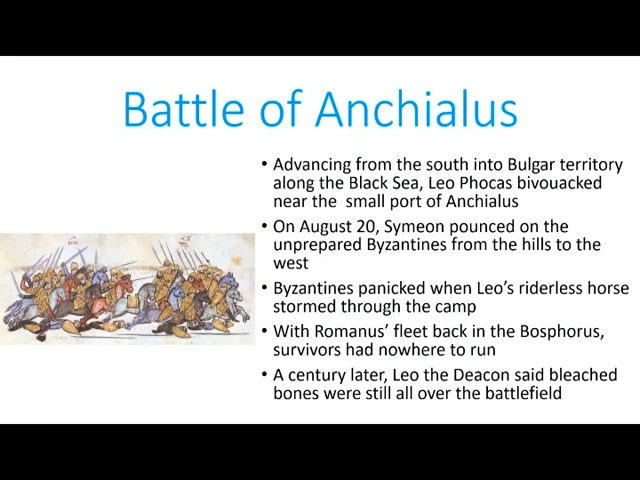 Battle of Anchialus
• Advancing from the south into Bulgar territory
along the Black Sea, Leo Phocas bivouacked
near the small port of Anchialus
• On August 20, Symeon pounced on the
unprepared Byzantines from the hills to the
west
• Byzantines panicked when Leo's riderless horse
stormed through the camp
• With Romanus' fleet back in the Bosphorus,
survivors had nowhere to run
• A century later, Leo the Deacon said bleached
bones were still all over the battlefield